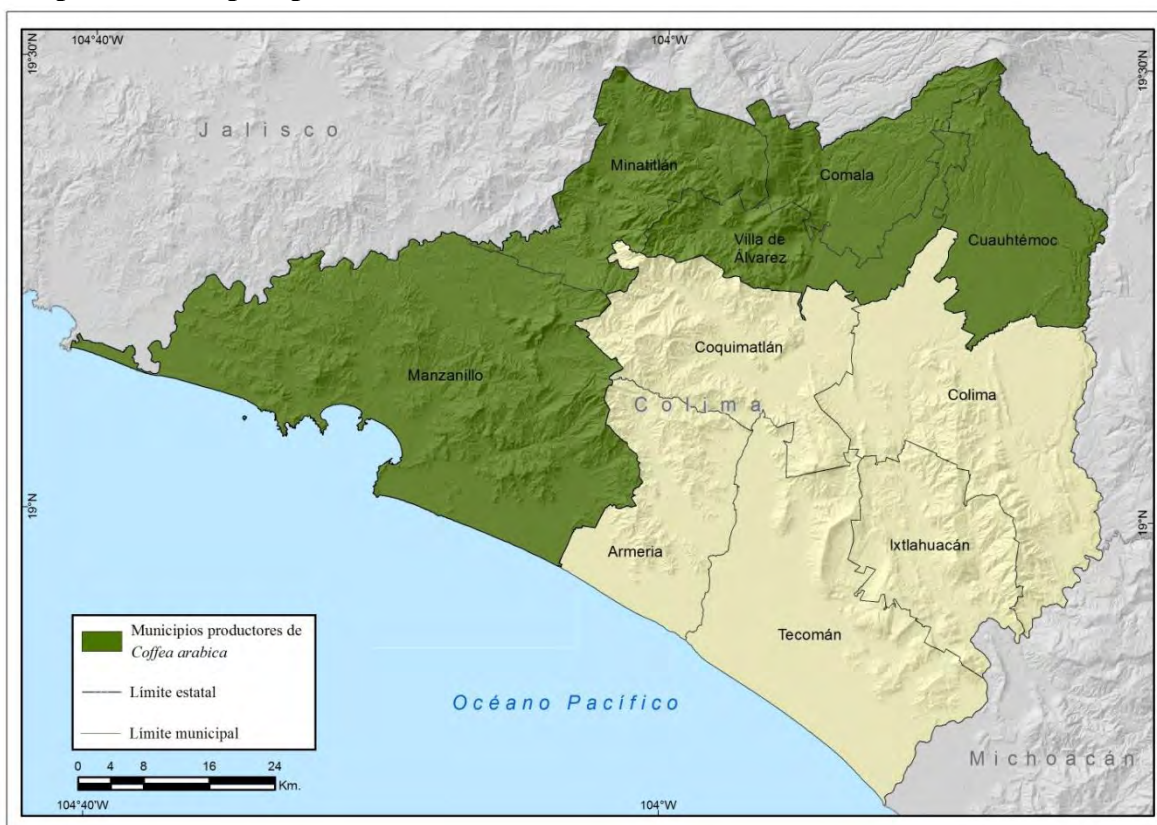 104°40'W
104°W
19°30'N
19°30'N
Jalisco
Minatitlán
Comala
Villa de
Álvarez
Cuauhtémoc
Coquimatlán
Manzanillo
Colima
Colima
19°N
19°N
Armeria
Ixtlahuacán
Tecomán
Municipios productores de
Coffea arabica
Límite estatal
Límite municipal
0 4 8 16 24
Km.
Océano Pacífico
Michoacán
104°40'W
104°W